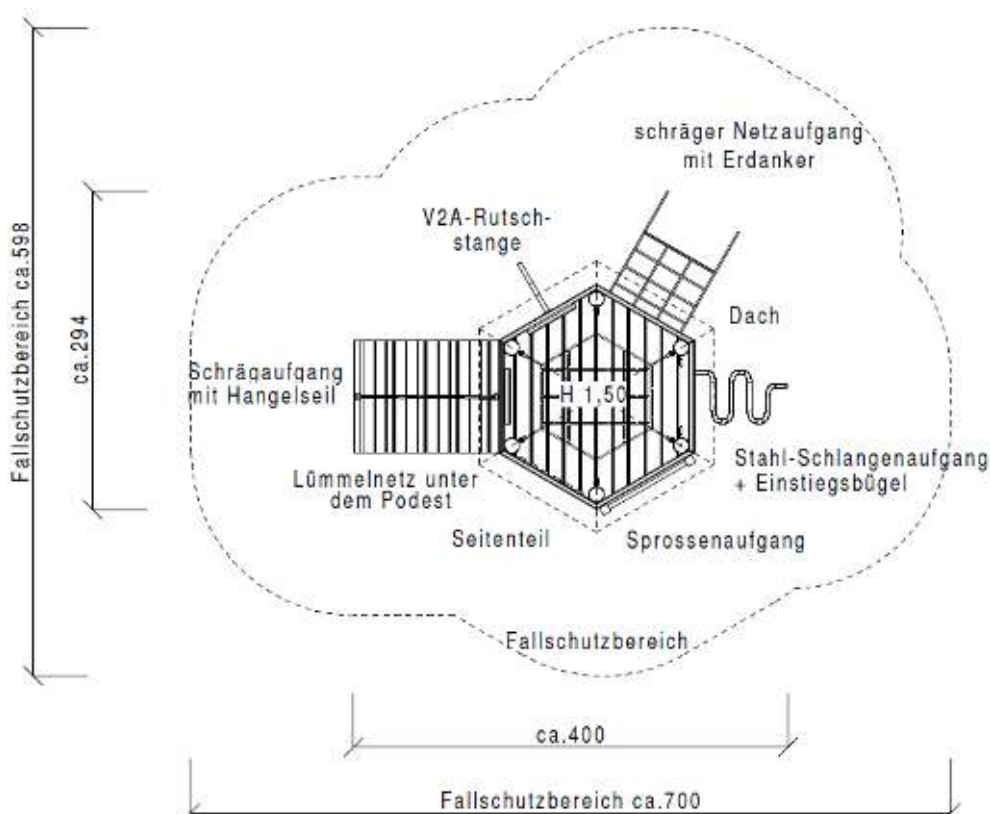 schräger Netzaufgang
mit Erdanker
V2A-Rutsch-
stange
Dach
Fallschutzbereich ca.598
ca.294
Schrägaufgang
mit Hangelseil
H 1,50
Lümmelnetz unter
dem Podest
Stahl-Schlangenaufgang
+ Einstiegsbügel
Seitenteil
Sprossenaufgang
Fallschutzbereich
ca.400
Fallschutzbereich ca.700